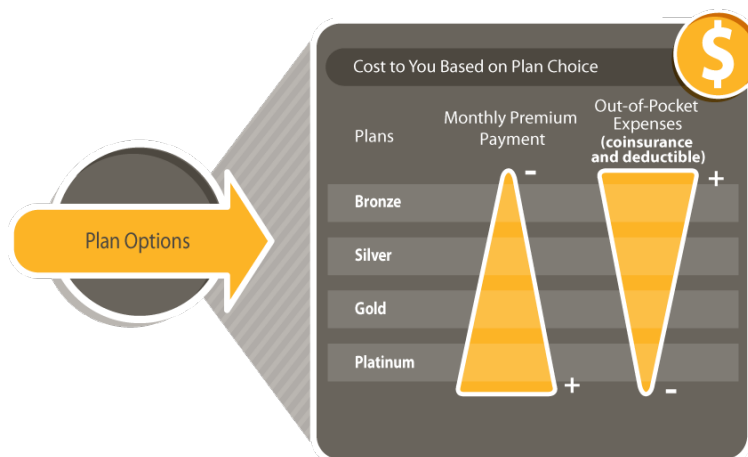 $
Cost to You Based on Plan Choice
Plan Options
Plans
Monthly Premium
Payment
Out-of-Pocket
Expenses
(coinsurance
and deductible)
-
+
Bronze
Silver
Gold
Platinum
+
-